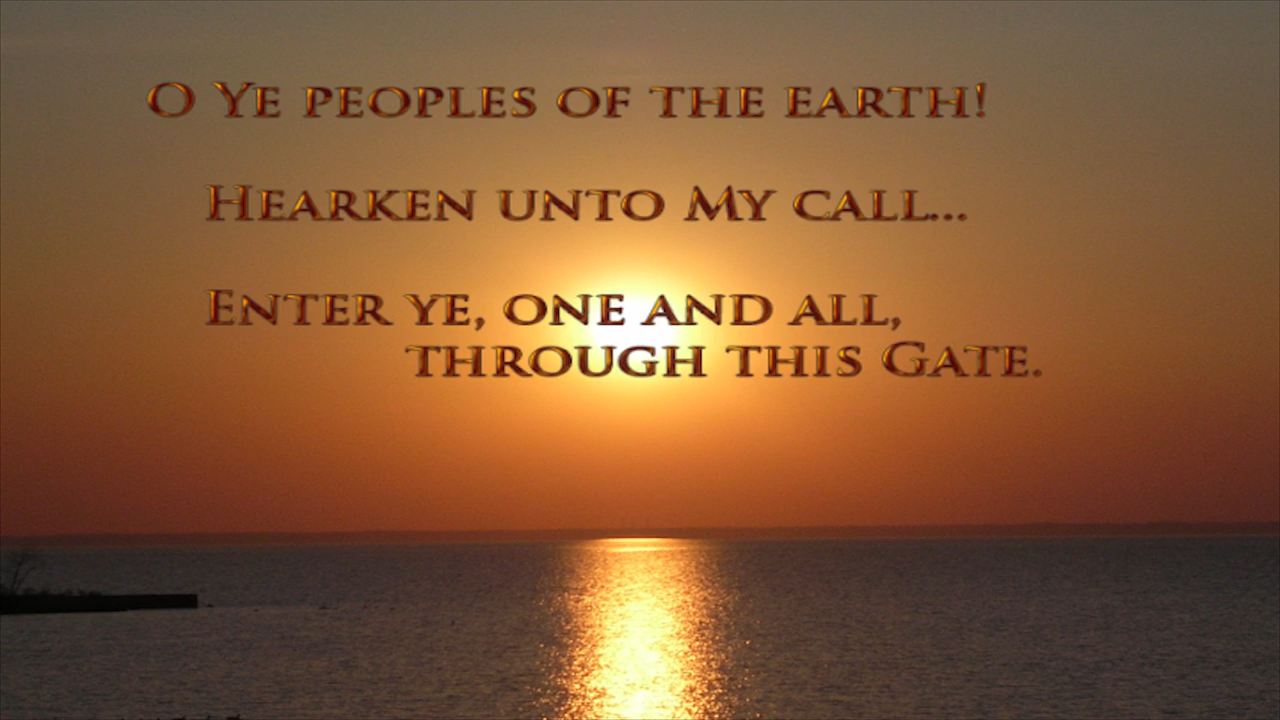 O Ye peoples of the earth!
Hearken unto My call...
Enter ye, one and all,
through this Gate.